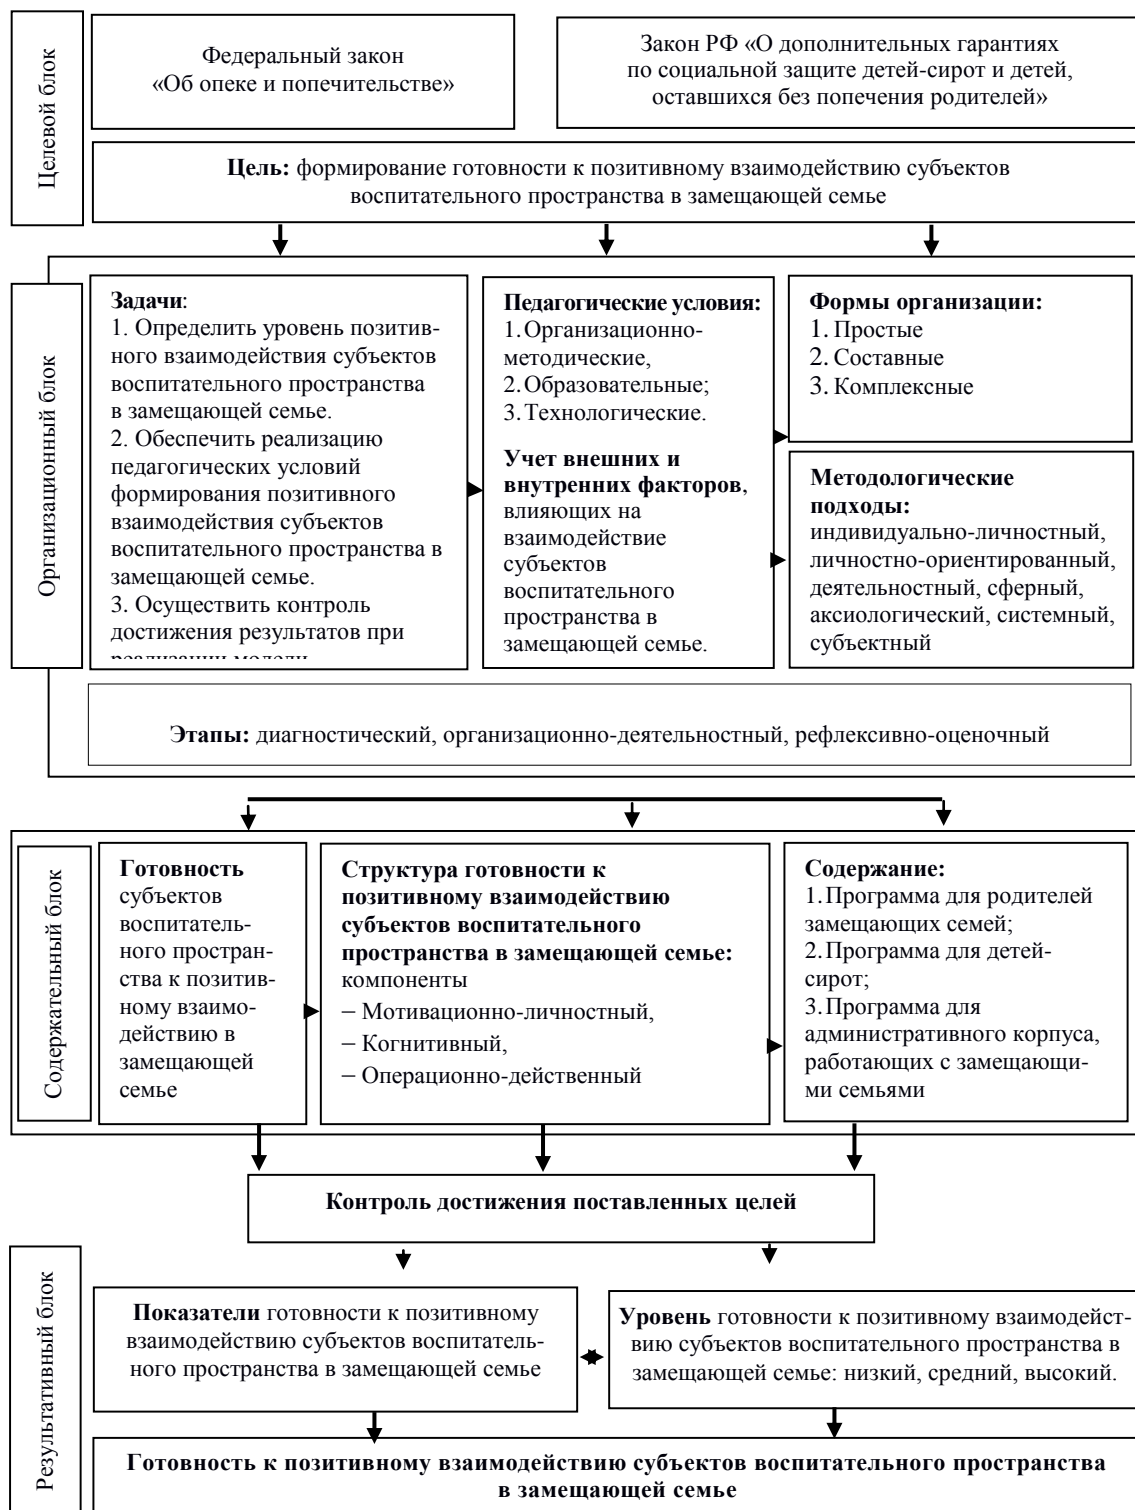 Целевой блок
Федеральный закон
«Об опеке и попечительстве»
Закон РФ «О дополнительных гарантиях
по социальной защите детей-сирот и детей,
оставшихся без попечения родителей»
Цель: формирование готовности к позитивному взаимодействию субъектов
воспитательного пространства в замещающей семье
Организационный блок
Задачи:
1. Определить уровень позитив-
ного взаимодействия субъектов
воспитательного пространства
в замещающей семье.
2. Обеспечить реализацию
педагогических условий
формирования позитивного
взаимодействия субъектов
воспитательного пространства в
замещающей семье.
3. Осуществить контроль
достижения результатов при
реализации модели
Педагогические условия:
1. Организационно-
методические,
2. Образовательные;
3. Технологические.
Учет внешних и
внутренних факторов,
влияющих на
взаимодействие
субъектов
воспитательного
пространства в
замещающей семье.
Формы организации:
1. Простые
2. Составные
3. Комплексные
Методологические
подходы:
индивидуально-личностный,
личностно-ориентированный,
деятельностный, сферный,
аксиологический, системный,
субъектный
Этапы: диагностический, организационно-деятельностный, рефлексивно-оценочный
Содержательный блок
Готовность
субъектов
воспитатель-
ного простран-
ства к позитив-
ному взаимо-
действию в
замещающей
семье
Структура готовности к
позитивному взаимодействию
субъектов воспитательного
пространства в замещающей семье:
компоненты
– Мотивационно-личностный,
– Когнитивный,
– Операционно-действенный
Содержание:
1. Программа для родителей
замещающих семей;
2. Программа для детей-
сирот;
3. Программа для
административного корпуса,
работающих с замещающи-
ми семьями
Контроль достижения поставленных целей
Результативный блок
Показатели готовности к позитивному
взаимодействию субъектов воспитатель-
ного пространства в замещающей семье
Уровень готовности к позитивному взаимодейст-
вию субъектов воспитательного пространства в
замещающей семье: низкий, средний, высокий.
Готовность к позитивному взаимодействию субъектов воспитательного пространства
в замещающей семье